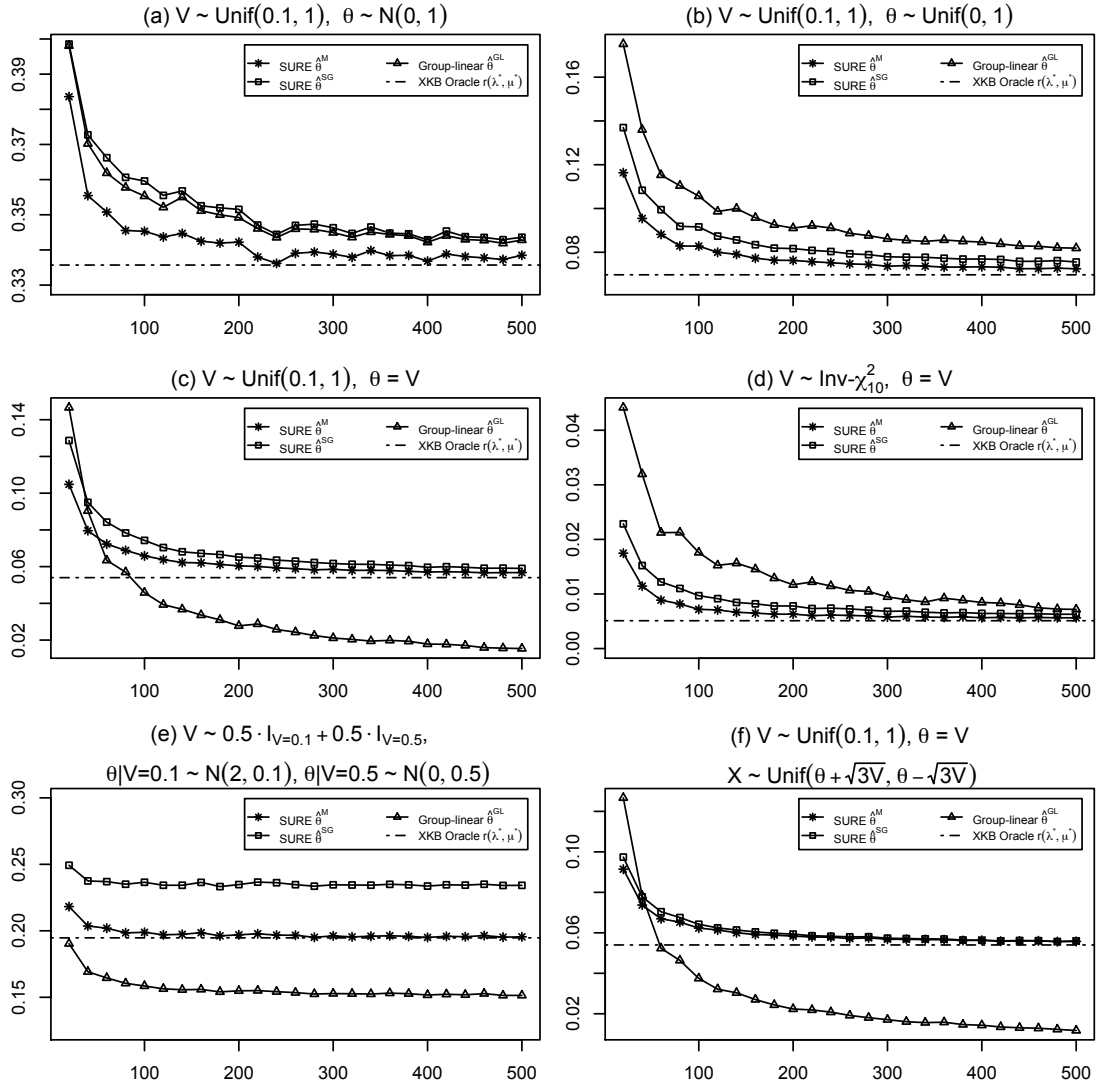 (a) V ~ Unif(0.1, 1), θ ~ N(0, 1)
SURE θ̂^M
SURE θ̂^SG
Group-linear θ̂^GL
XKB Oracle r(λ*, μ*)
0.39
0.37
0.35
0.33
100 200 300 400 500
(b) V ~ Unif(0.1, 1), θ ~ Unif(0, 1)
SURE θ̂^M
SURE θ̂^SG
Group-linear θ̂^GL
XKB Oracle r(λ*, μ*)
0.16
0.12
0.08
100 200 300 400 500
(c) V ~ Unif(0.1, 1), θ = V
SURE θ̂^M
SURE θ̂^SG
Group-linear θ̂^GL
XKB Oracle r(λ*, μ*)
0.14
0.10
0.06
0.02
100 200 300 400 500
(d) V ~ Inv-χ²₁₀, θ = V
SURE θ̂^M
SURE θ̂^SG
Group-linear θ̂^GL
XKB Oracle r(λ*, μ*)
0.04
0.03
0.02
0.01
0.00
100 200 300 400 500
(e) V ~ 0.5 · I_{V=0.1} + 0.5 · I_{V=0.5},
θ|V=0.1 ~ N(2, 0.1), θ|V=0.5 ~ N(0, 0.5)
SURE θ̂^M
SURE θ̂^SG
Group-linear θ̂^GL
XKB Oracle r(λ*, μ*)
0.30
0.25
0.20
0.15
100 200 300 400 500
(f) V ~ Unif(0.1, 1), θ = V
X ~ Unif(θ + √3V, θ − √3V)
SURE θ̂^M
SURE θ̂^SG
Group-linear θ̂^GL
XKB Oracle r(λ*, μ*)
0.10
0.06
0.02
100 200 300 400 500